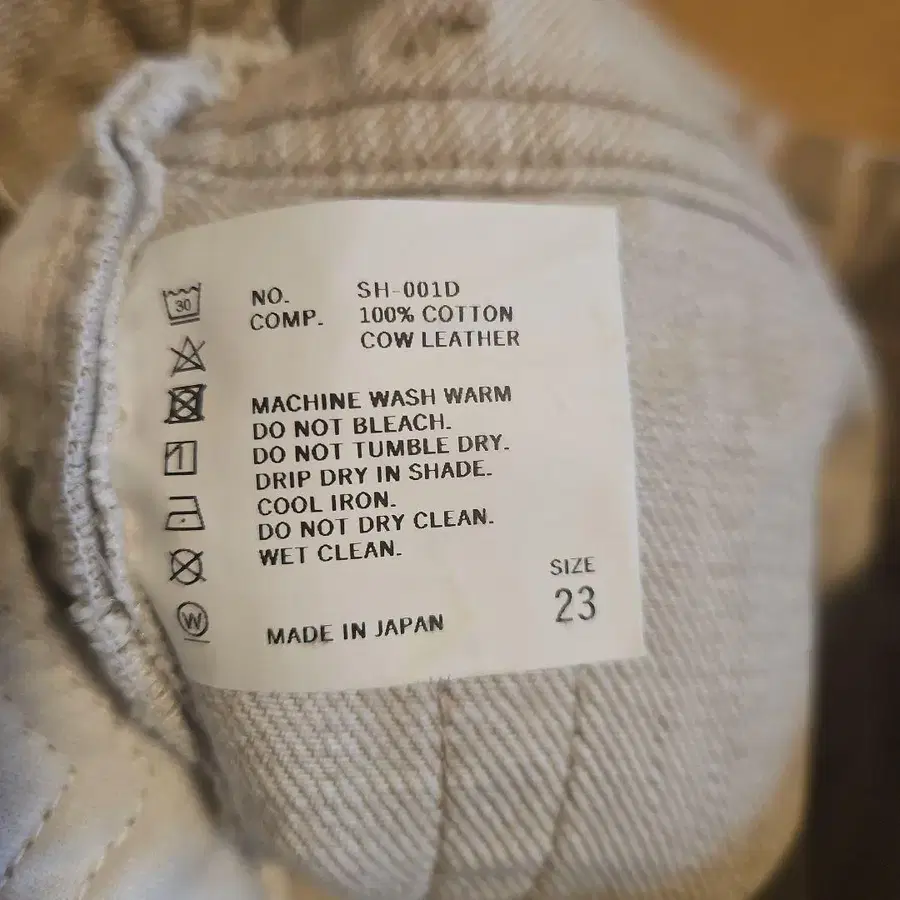 NO. SH-001D
COMP. 100% COTTON
COW LEATHER
30
MACHINE WASH WARM
DO NOT BLEACH.
DO NOT TUMBLE DRY.
DRIP DRY IN SHADE.
COOL IRON.
DO NOT DRY CLEAN.
WET CLEAN.
W
SIZE
23
MADE IN JAPAN